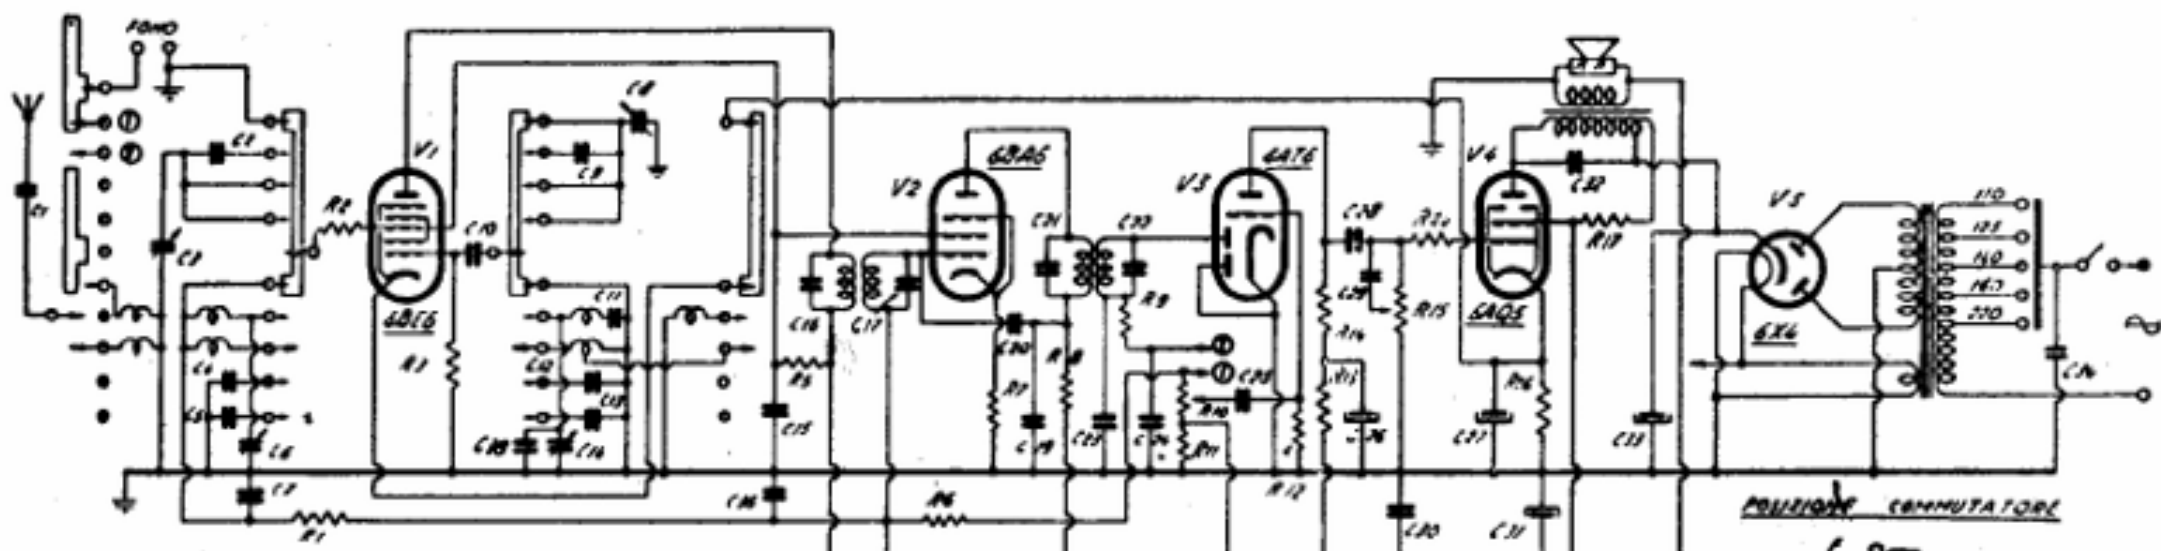 FONO
C8
V1
C2
R2
C9
C10
C1
C3
6BE6
C11
R3
C4
C5
C6
C7
R1
C12
C13
C14
R5
C15
C16
C16
C17
V2
6BA6
C20
R7
R8
C19
R6
C21
C22
V3
6AT6
R9
C23
C24
R10
C25
R11
R12
R14
R13
C28
C29
R15
C30
V4
6AQ5
C32
R17
R16
C27
C31
C33
V5
6X4
110
125
140
160
220
C34
POSIZIONE COMMUTATORE